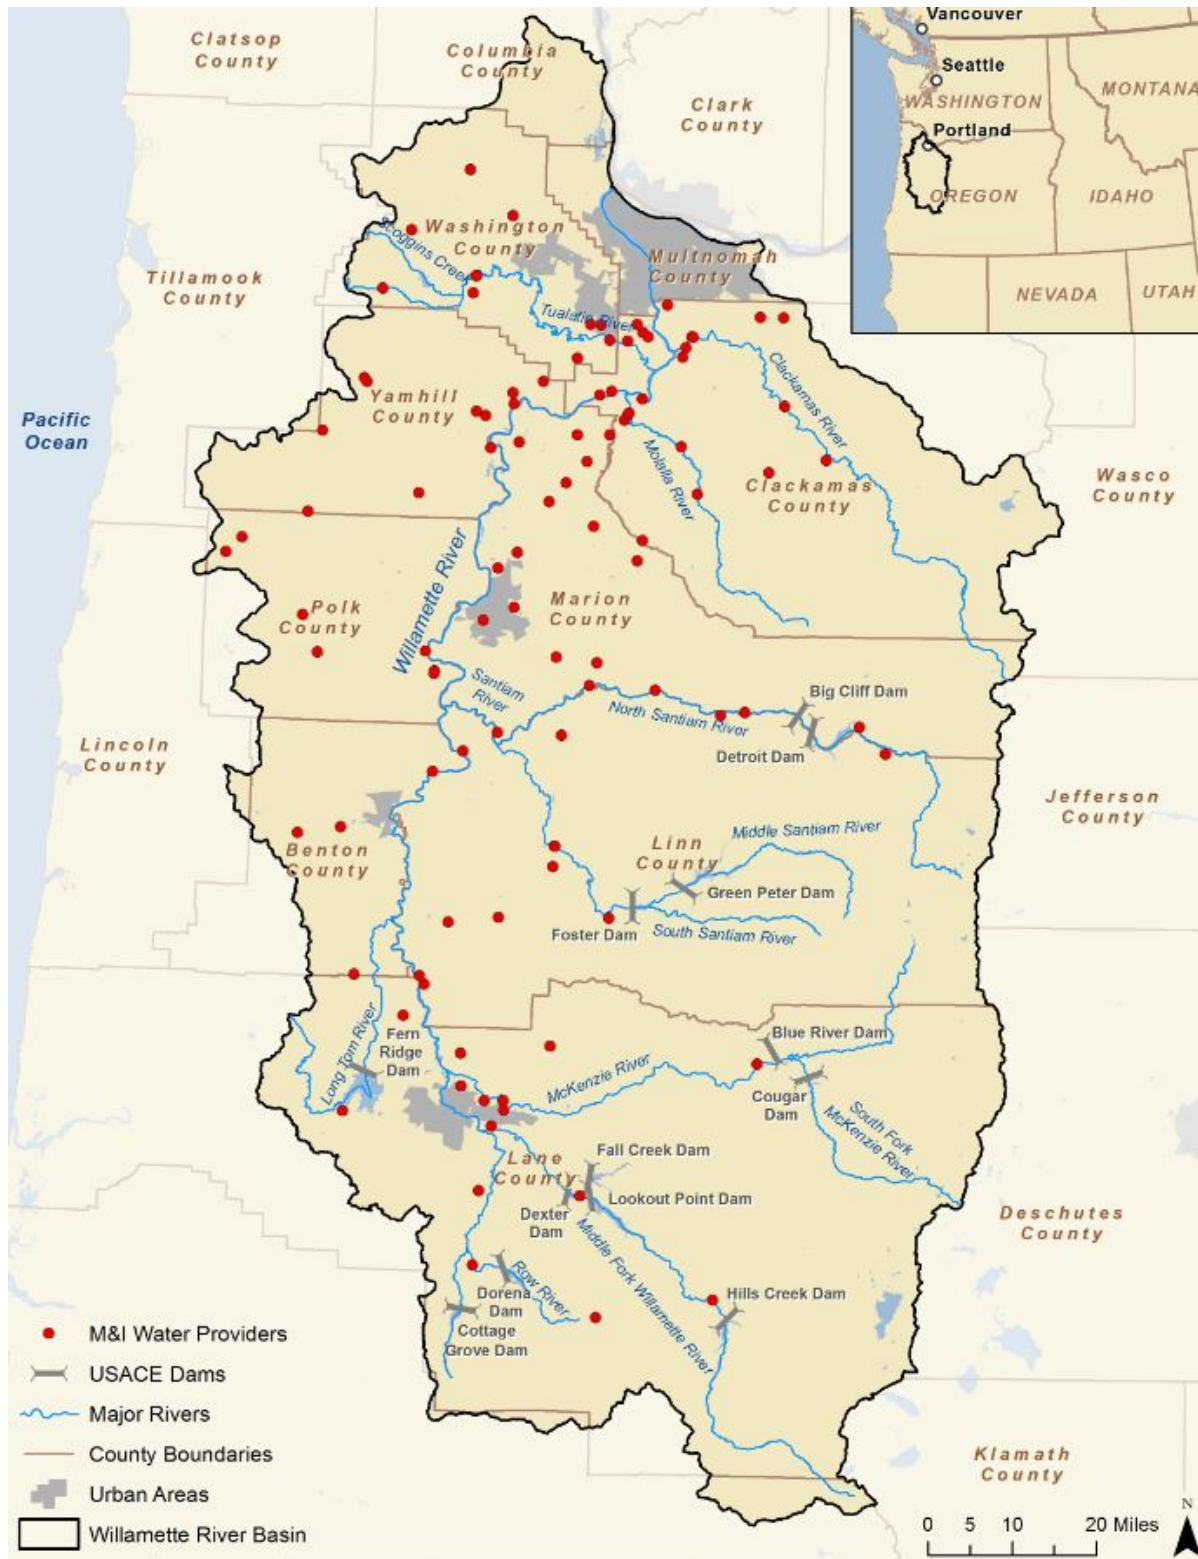 Clatsop
County
Columbia
County
Clark
County
Vancouver
Seattle
WASHINGTON
MONTANA
Portland
OREGON
IDAHO
NEVADA
UTAH
Scoggins Creek
Washington
County
Multnomah
County
Tillamook
County
Tualatin River
Clackamas River
Yamhill
County
Pacific
Ocean
Molalla River
Clackamas
County
Wasco
County
Willamette River
Polk
County
Marion
County
Santiam
River
Big Cliff Dam
North Santiam River
Detroit Dam
Lincoln
County
Jefferson
County
Middle Santiam River
Linn
County
Benton
County
Green Peter Dam
Foster Dam
South Santiam River
Long Tom River
Fern
Ridge
Dam
Blue River Dam
McKenzie River
Cougar
Dam
South Fork
McKenzie River
Fall Creek Dam
Lane
County
Lookout Point Dam
Dexter
Dam
Deschutes
County
Middle Fork Willamette River
Row River
Dorena
Dam
Hills Creek Dam
Cottage
Grove Dam
M&I Water Providers
USACE Dams
Major Rivers
County Boundaries
Urban Areas
Willamette River Basin
Klamath
County
N
0 5 10 20 Miles